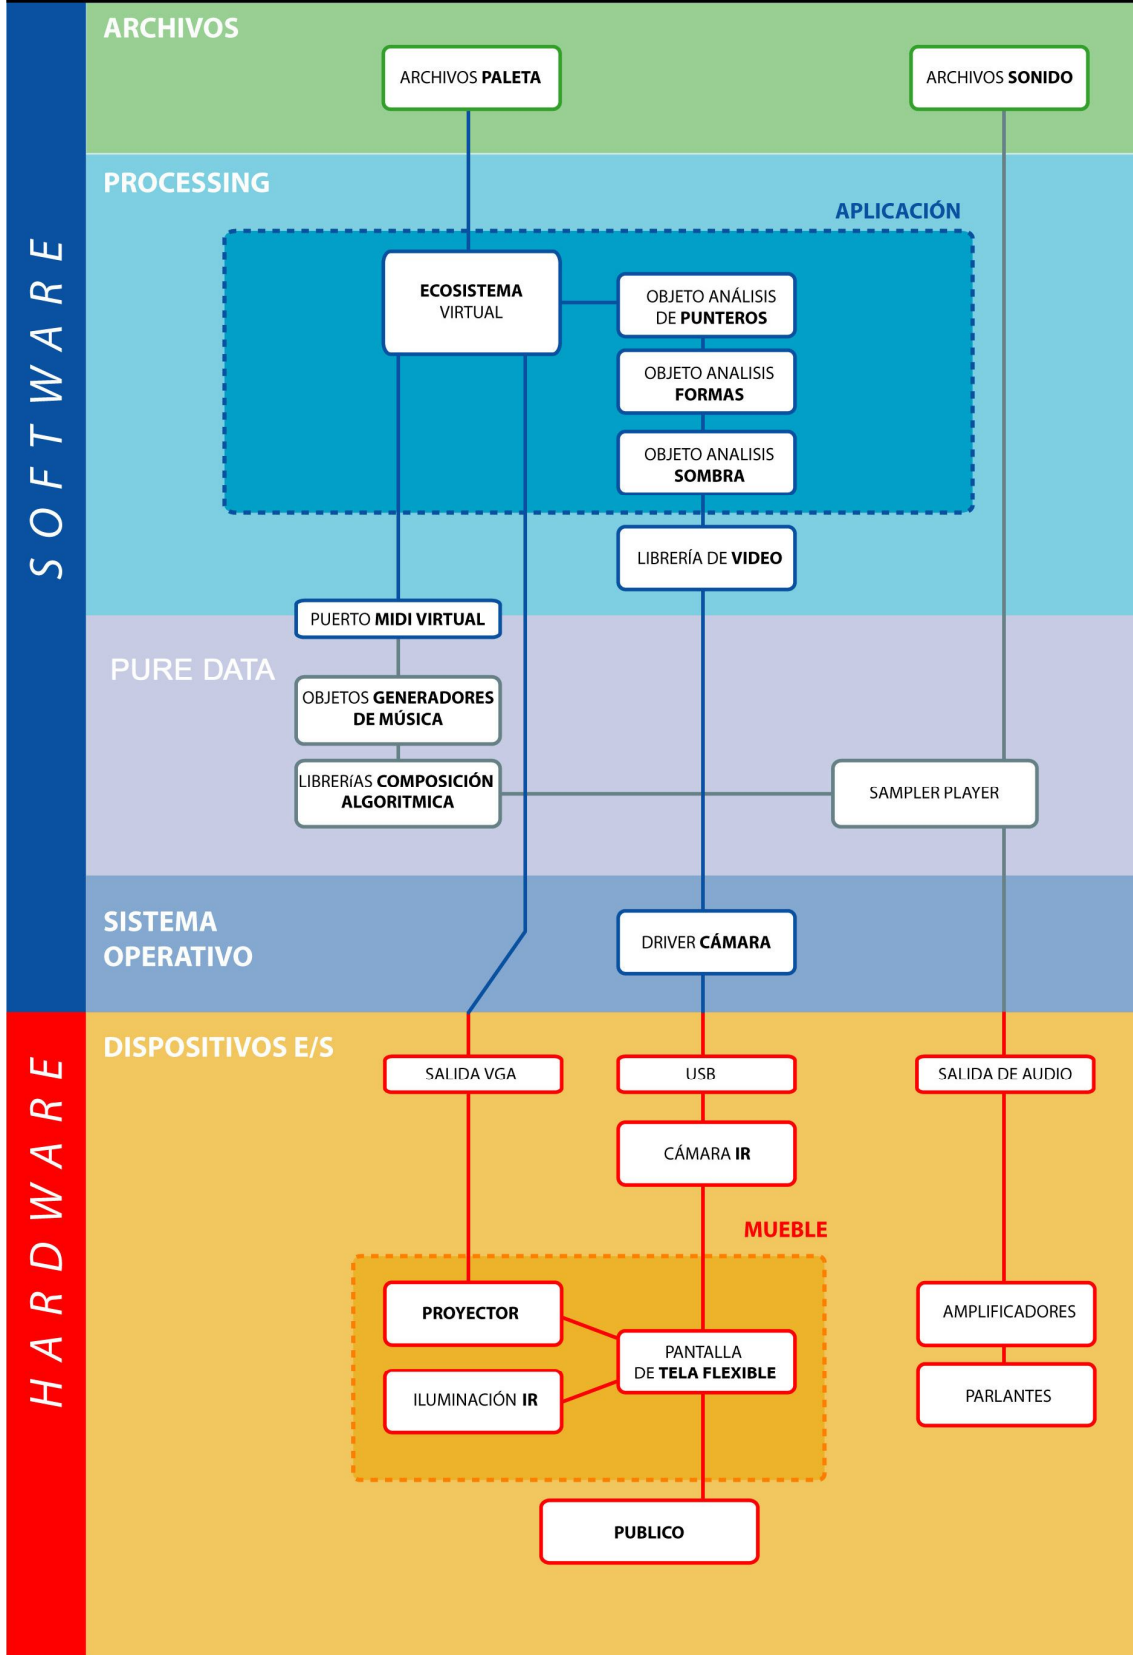 ARCHIVOS
ARCHIVOS PALETA
ARCHIVOS SONIDO
SOFTWARE
PROCESSING
APLICACIÓN
ECOSISTEMA
VIRTUAL
OBJETO ANÁLISIS
DE PUNTEROS
OBJETO ANALISIS
FORMAS
OBJETO ANALISIS
SOMBRA
LIBRERÍA DE VIDEO
PUERTO MIDI VIRTUAL
PURE DATA
OBJETOS GENERADORES
DE MÚSICA
LIBRERíAS COMPOSICIÓN
ALGORITMICA
SAMPLER PLAYER
SISTEMA
OPERATIVO
DRIVER CÁMARA
HARDWARE
DISPOSITIVOS E/S
SALIDA VGA
USB
SALIDA DE AUDIO
CÁMARA IR
MUEBLE
PROYECTOR
AMPLIFICADORES
PANTALLA
DE TELA FLEXIBLE
ILUMINACIÓN IR
PARLANTES
PUBLICO